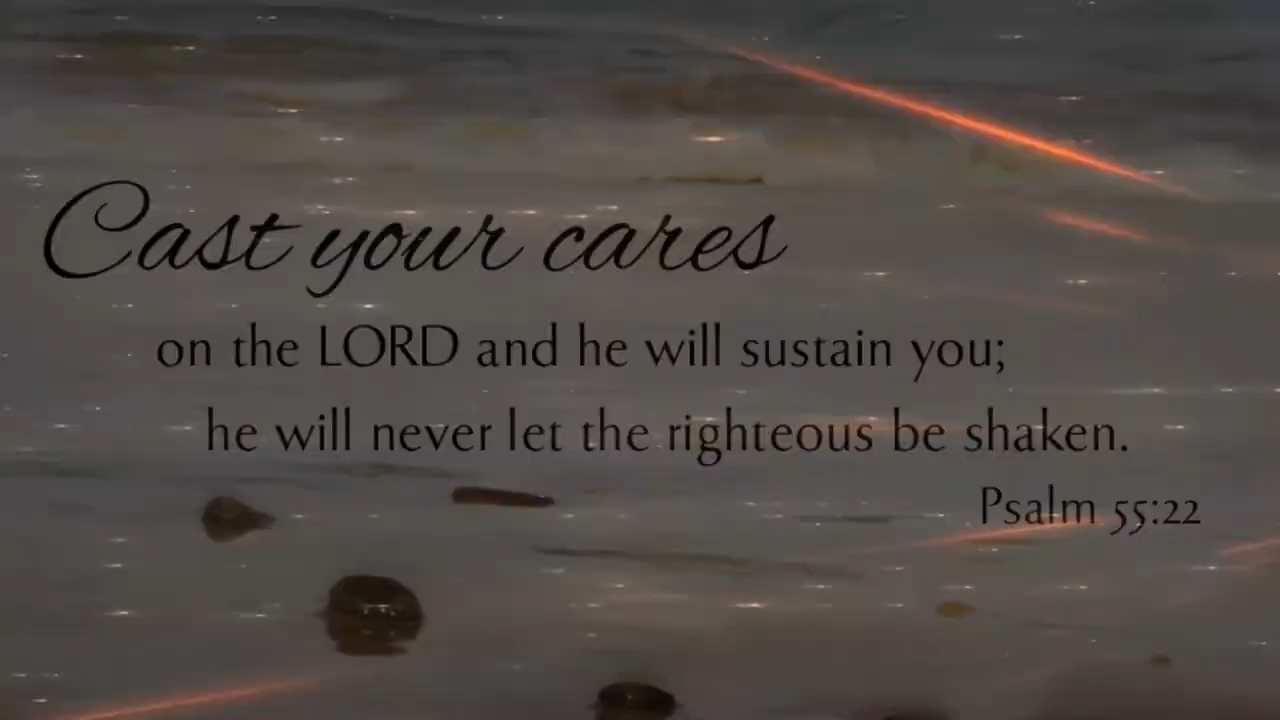 Cast your cares
on the LORD and he will sustain you;
he will never let the righteous be shaken.
Psalm 55:22